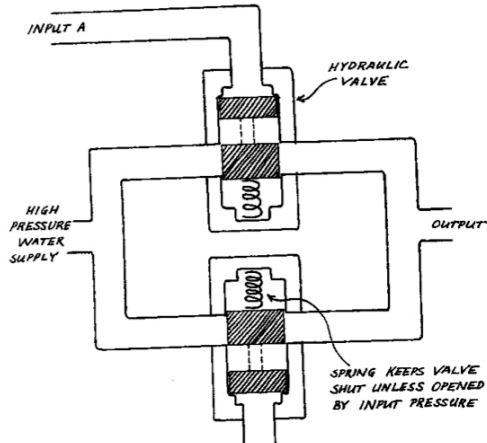 INPUT A
HYDRAULIC
VALVE
HIGH
PRESSURE
WATER
SUPPLY
OUTPUT
SPRING KEEPS VALVE
SHUT UNLESS OPENED
BY INPUT PRESSURE